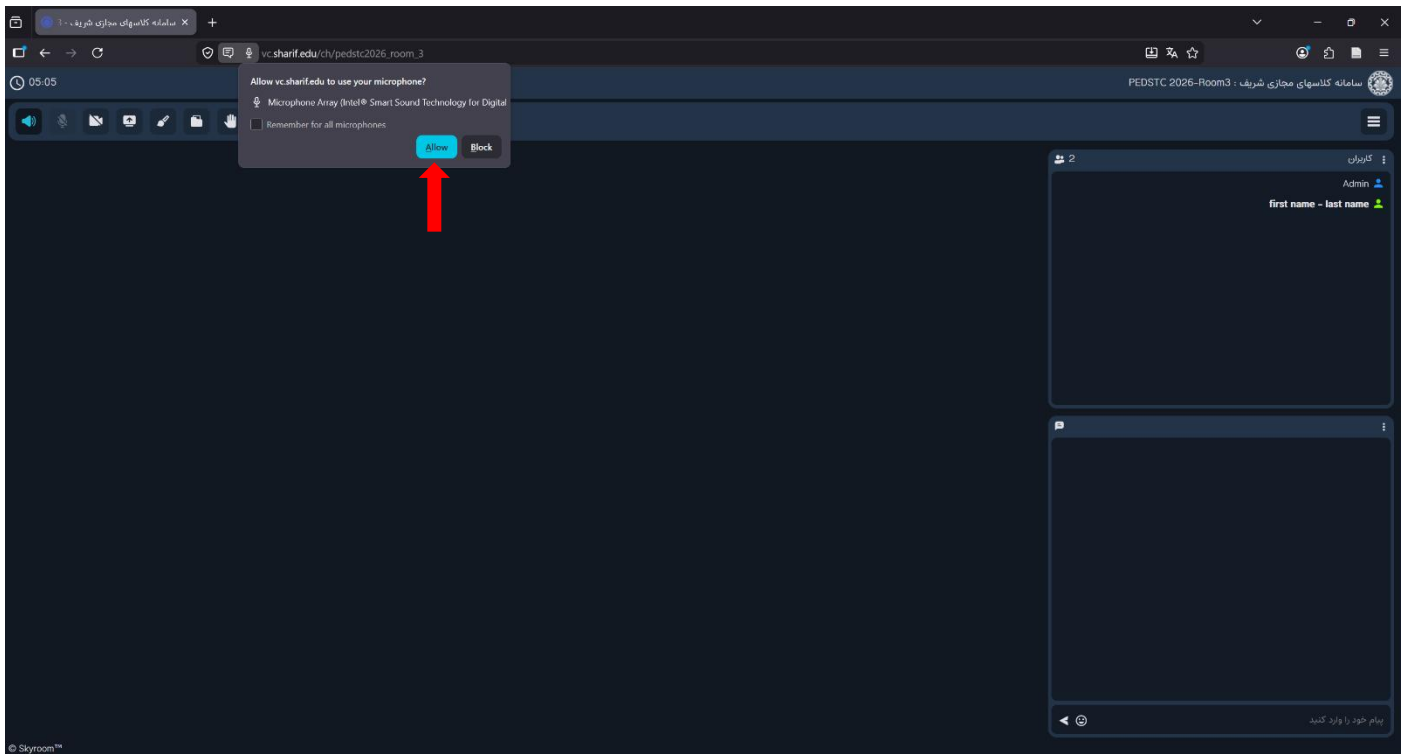 سامانه کلاسهای مجازی شریف - 3
vc.sharif.edu/ch/pedstc2026_room_3
05:05
سامانه کلاسهای مجازی شریف : PEDSTC 2026-Room3
Allow vc.sharif.edu to use your microphone?
Microphone Array (Intel® Smart Sound Technology for Digital
Remember for all microphones
Allow
Block
2
کاربران
Admin
first name - last name
پیام خود را وارد کنید
© Skyroom™